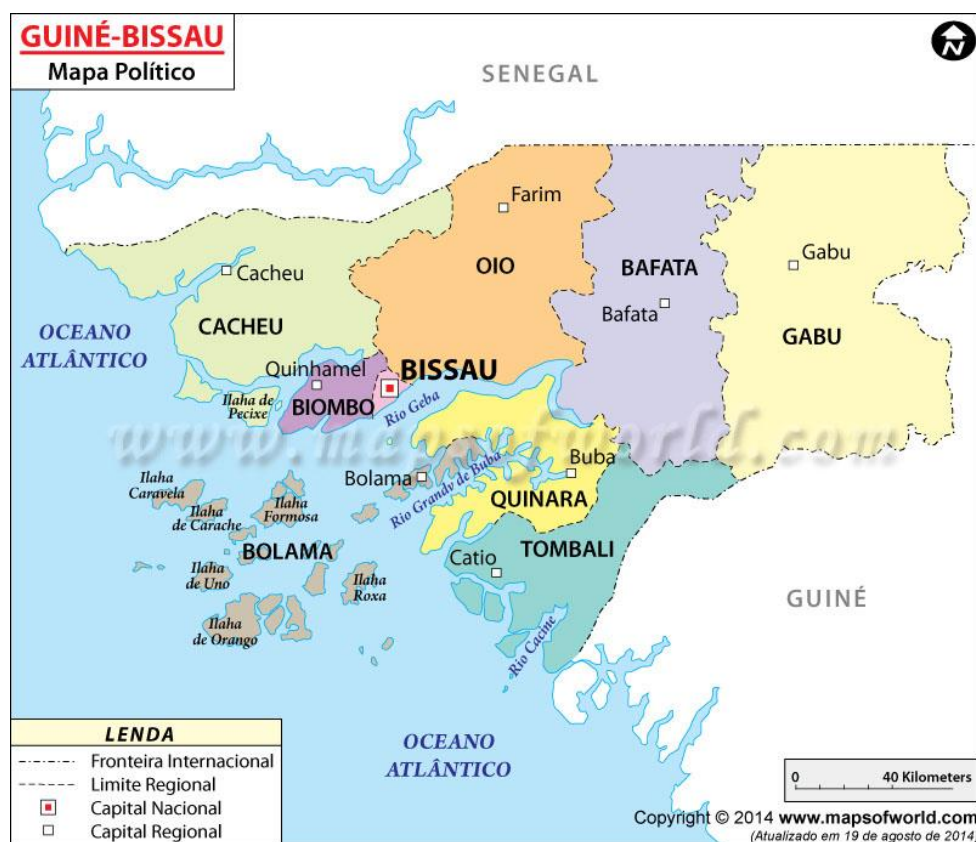 GUINÉ-BISSAU
Mapa Político
N
SENEGAL
Farim
OIO
BAFATA
Gabu
Cacheu
Bafata
CACHEU
GABU
OCEANO
ATLÂNTICO
Quinhamel
BISSAU
BIOMBO
Ilaha de
Pecixe
Rio Geba
www.mapsofworld.com
Buba
Bolama
Rio Grandv de Buba
QUINARA
Ilaha
Caravela
Ilaha
de Carache
Ilaha
Formosa
BOLAMA
TOMBALI
Catio
Ilaha
de Uno
Ilaha
Roxa
GUINÉ
Ilaha
de Orango
Rio Cacine
OCEANO
ATLÂNTICO
LENDA
Fronteira Internacional
Limite Regional
Capital Nacional
Capital Regional
0 40 Kilometers
Copyright © 2014 www.mapsofworld.com
(Atualizado em 19 de agosto de 2014)